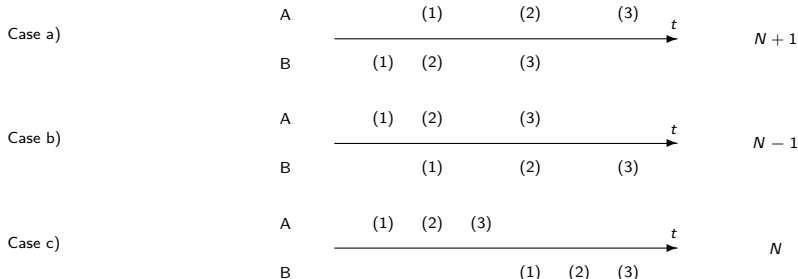 A (1) (2) (3)
Case a) t N + 1
B (1) (2) (3)
A (1) (2) (3)
Case b) t N − 1
B (1) (2) (3)
A (1) (2) (3)
Case c) t N
B (1) (2) (3)